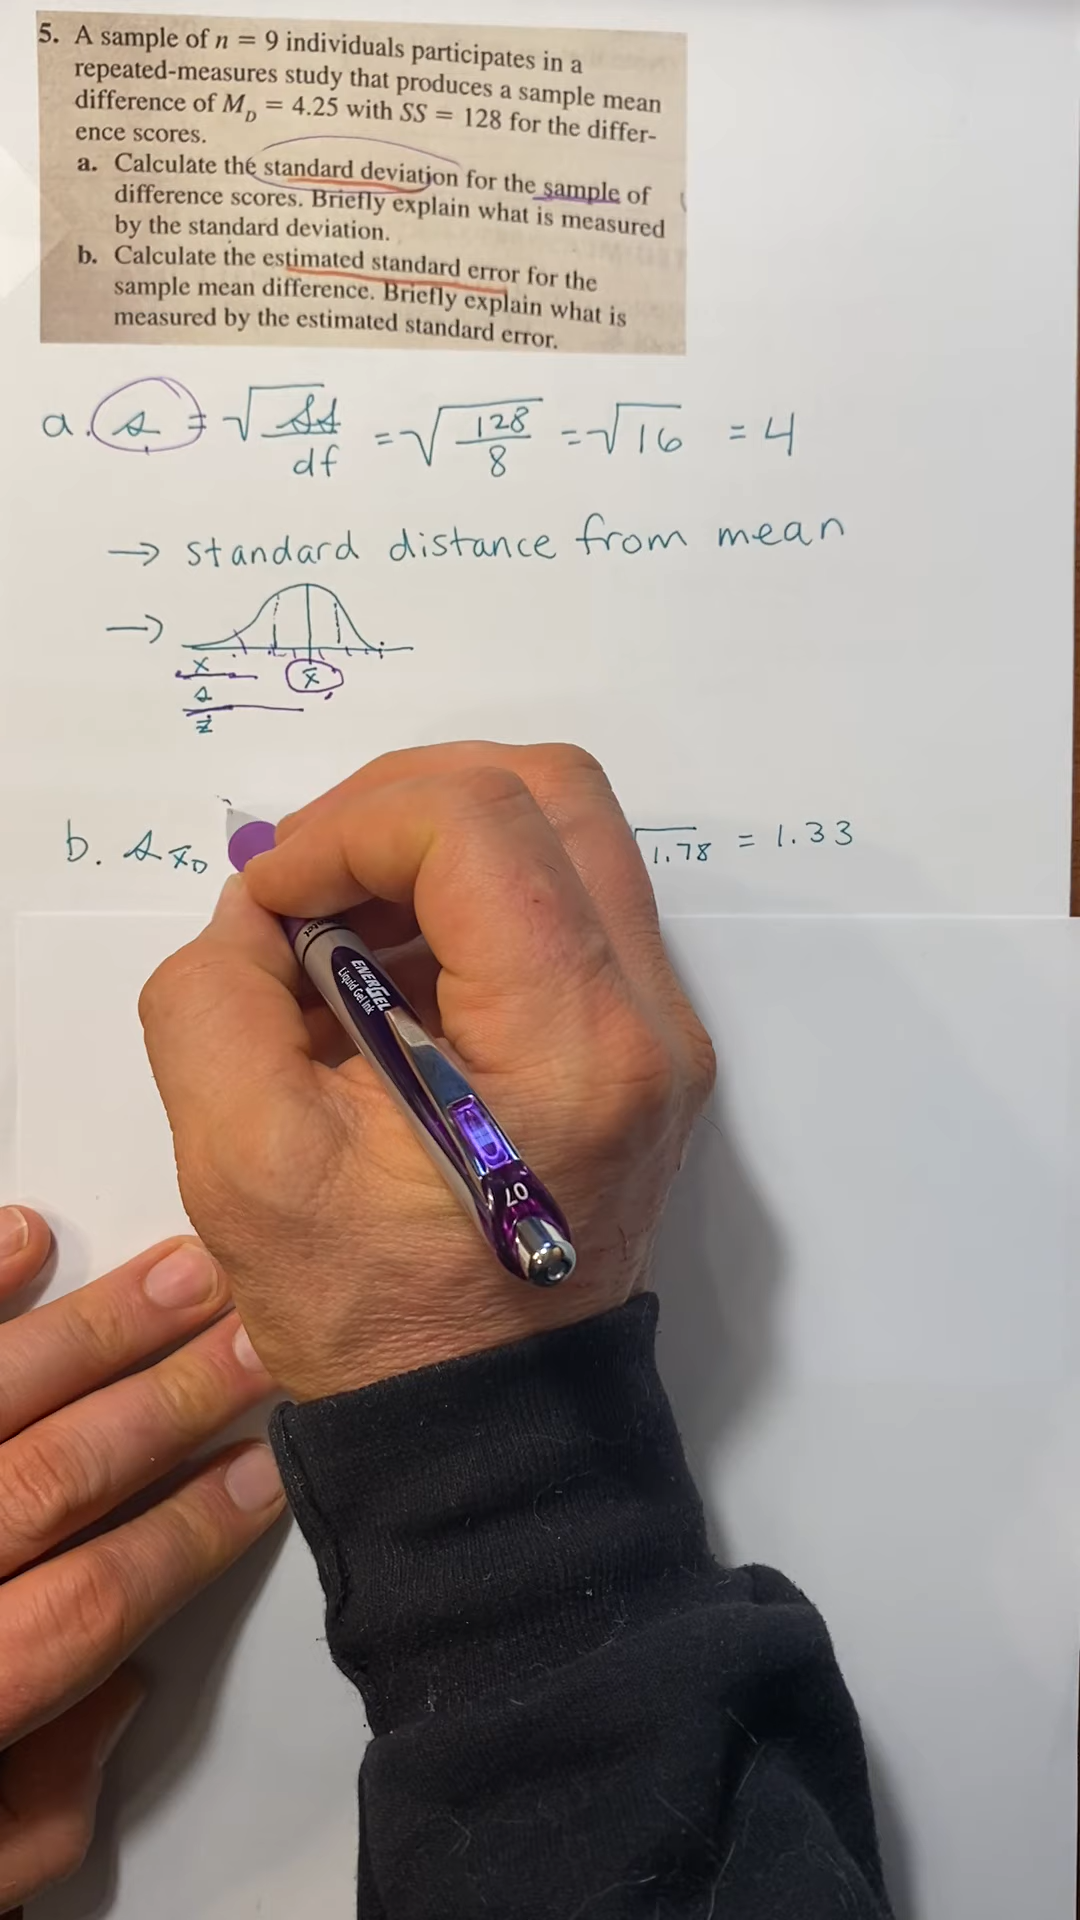 5. A sample of n = 9 individuals participates in a
repeated-measures study that produces a sample mean
difference of M_D = 4.25 with SS = 128 for the differ-
ence scores.
a. Calculate the standard deviation for the sample of
difference scores. Briefly explain what is measured
by the standard deviation.
b. Calculate the estimated standard error for the
sample mean difference. Briefly explain what is
measured by the estimated standard error.
a. s = √(SS/df) = √(128/8) = √16 = 4
→ standard distance from mean
→
x
x̄
s
z
b. s x̄D
√1.78 = 1.33
ENERGEL
Liquid Gel Ink
07